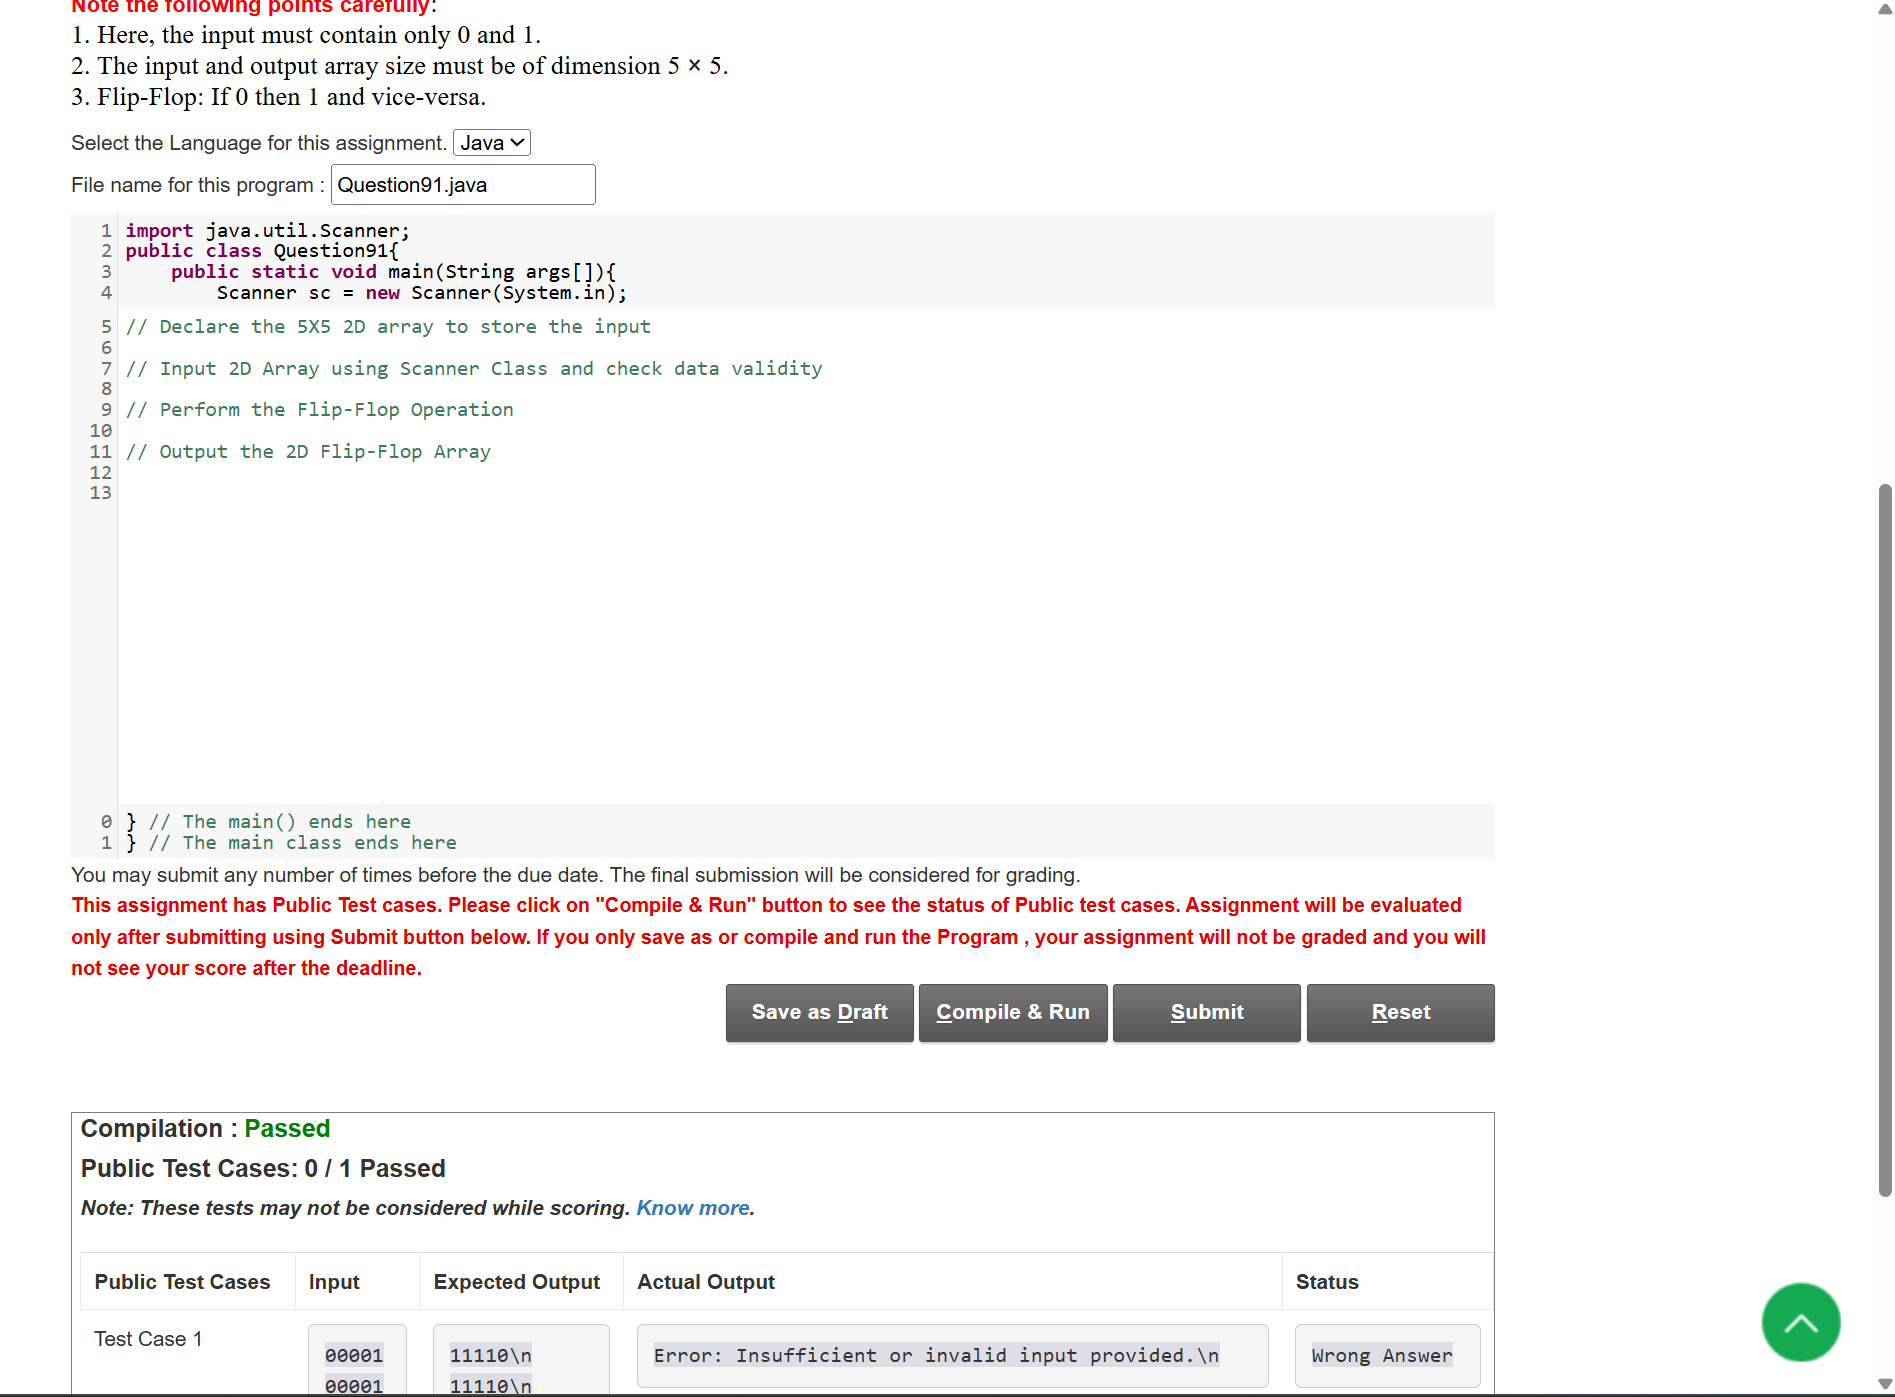 Note the following points carefully:
1. Here, the input must contain only 0 and 1.
2. The input and output array size must be of dimension 5 × 5.
3. Flip-Flop: If 0 then 1 and vice-versa.
Select the Language for this assignment. Java
File name for this program : Question91.java
1 import java.util.Scanner;
2 public class Question91{
3     public static void main(String args[]){
4         Scanner sc = new Scanner(System.in);
5 // Declare the 5X5 2D array to store the input
6
7 // Input 2D Array using Scanner Class and check data validity
8
9 // Perform the Flip-Flop Operation
10
11 // Output the 2D Flip-Flop Array
12
13
0 } // The main() ends here
1 } // The main class ends here
You may submit any number of times before the due date. The final submission will be considered for grading.
This assignment has Public Test cases. Please click on "Compile & Run" button to see the status of Public test cases. Assignment will be evaluated
only after submitting using Submit button below. If you only save as or compile and run the Program , your assignment will not be graded and you will
not see your score after the deadline.
Save as Draft Compile & Run Submit Reset
Compilation : Passed
Public Test Cases: 0 / 1 Passed
Note: These tests may not be considered while scoring. Know more.
Public Test Cases Input Expected Output Actual Output Status
Test Case 1
00001 11110\n Error: Insufficient or invalid input provided.\n Wrong Answer
00001 11110\n